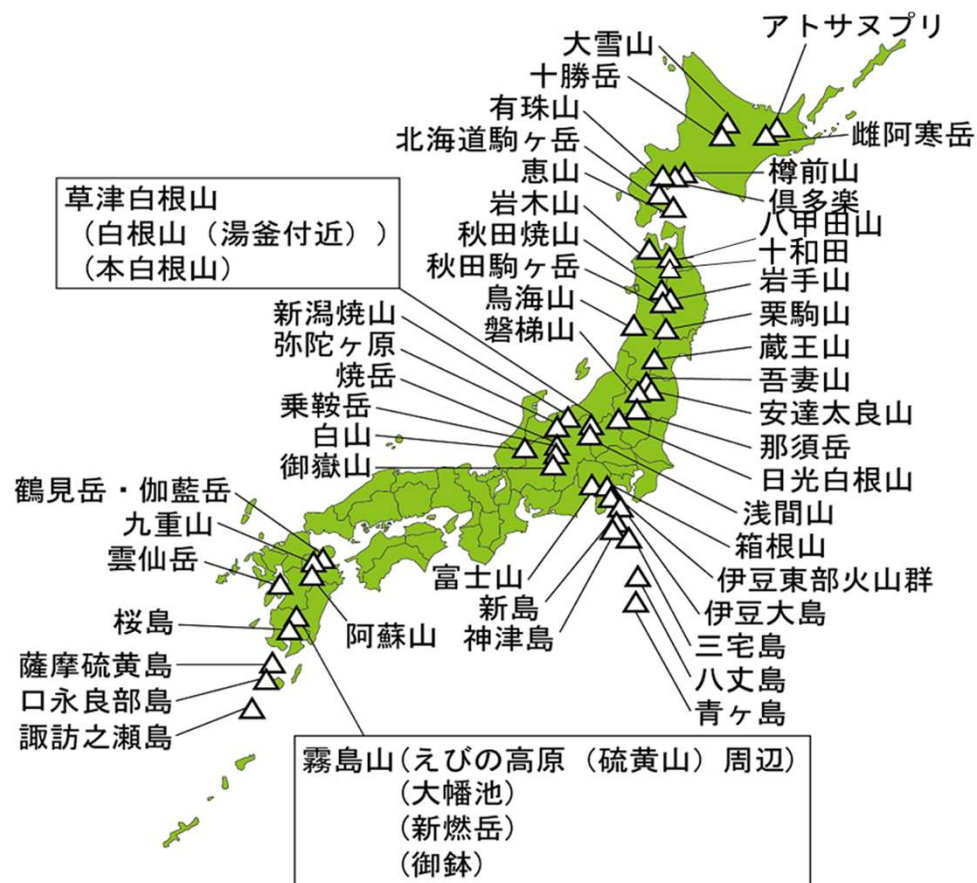 アトサヌプリ
大雪山
十勝岳
有珠山
北海道駒ヶ岳
恵山
岩木山
秋田焼山
秋田駒ヶ岳
鳥海山
磐梯山
雌阿寒岳
樽前山
倶多楽
八甲田山
十和田
岩手山
栗駒山
蔵王山
吾妻山
安達太良山
那須岳
日光白根山
浅間山
箱根山
伊豆東部火山群
伊豆大島
三宅島
八丈島
青ヶ島
草津白根山
(白根山(湯釜付近))
(本白根山)
新潟焼山
弥陀ヶ原
焼岳
乗鞍岳
白山
御嶽山
富士山
新島
神津島
鶴見岳・伽藍岳
九重山
雲仙岳
阿蘇山
桜島
薩摩硫黄島
口永良部島
諏訪之瀬島
霧島山(えびの高原(硫黄山)周辺)
(大幡池)
(新燃岳)
(御鉢)